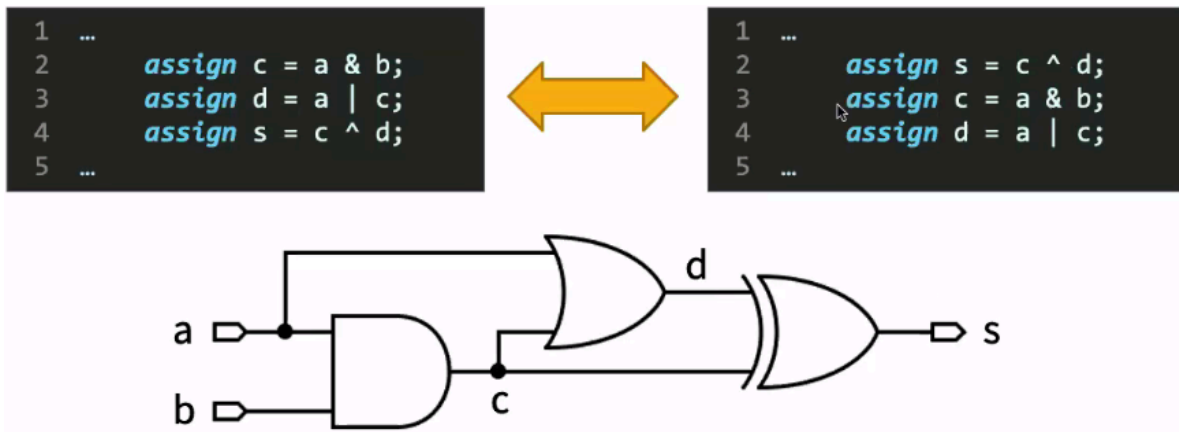 1 …
2 assign c = a & b;
3 assign d = a | c;
4 assign s = c ^ d;
5 …
1 …
2 assign s = c ^ d;
3 assign c = a & b;
4 assign d = a | c;
5 …
d
a
s
c
b